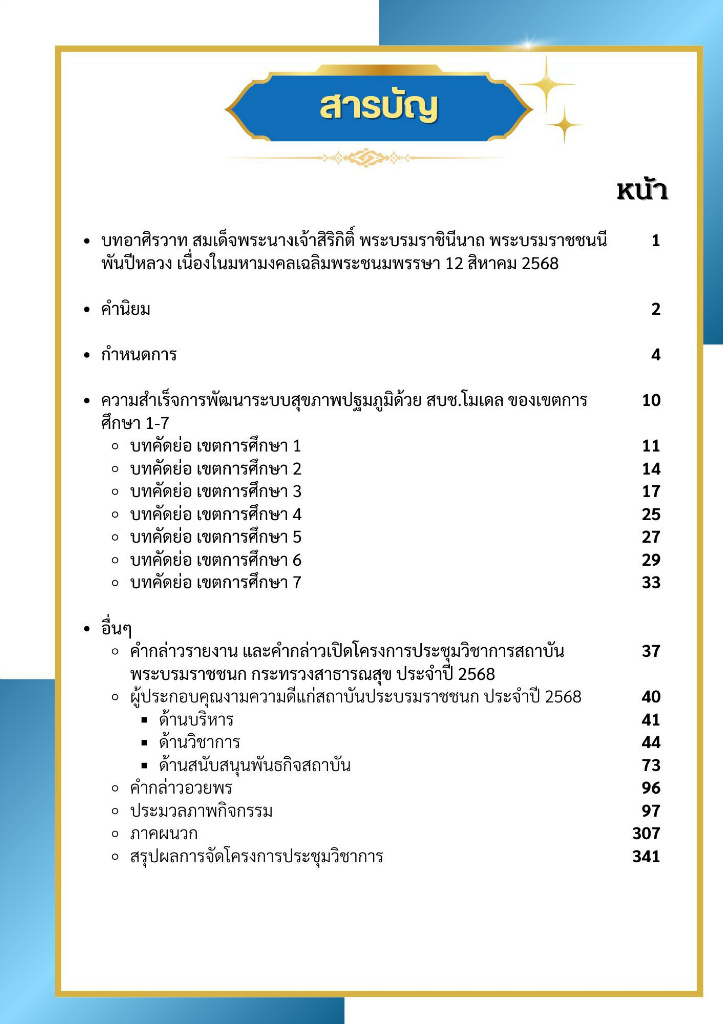 สารบัญ
หน้า
• บทอาศิรวาท สมเด็จพระนางเจ้าสิริกิติ์ พระบรมราชินีนาถ พระบรมราชชนนี 1
พันปีหลวง เนื่องในมหามงคลเฉลิมพระชนมพรรษา 12 สิหาคม 2568
• คำนิยม 2
• กำหนดการ 4
• ความสำเร็จการพัฒนาระบบสุขภาพปฐมภูมิด้วย สบช.โมเดล ของเขตการ 10
ศึกษา 1-7
○ บทคัดย่อ เขตการศึกษา 1 11
○ บทคัดย่อ เขตการศึกษา 2 14
○ บทคัดย่อ เขตการศึกษา 3 17
○ บทคัดย่อ เขตการศึกษา 4 25
○ บทคัดย่อ เขตการศึกษา 5 27
○ บทคัดย่อ เขตการศึกษา 6 29
○ บทคัดย่อ เขตการศึกษา 7 33
• อื่นๆ
○ คำกล่าวรายงาน และคำกล่าวเปิดโครงการประชุมวิชาการสถาบัน 37
พระบรมราชชนก กระทรวงสาธารณสุข ประจำปี 2568
○ ผู้ประกอบคุณงามความดีแก่สถาบันประบรมราชชนก ประจำปี 2568 40
▪ ด้านบริหาร 41
▪ ด้านวิชาการ 44
▪ ด้านสนับสนุนพันธกิจสถาบัน 73
○ คำกล่าวอวยพร 96
○ ประมวลภาพกิจกรรม 97
○ ภาคผนวก 307
○ สรุปผลการจัดโครงการประชุมวิชาการ 341